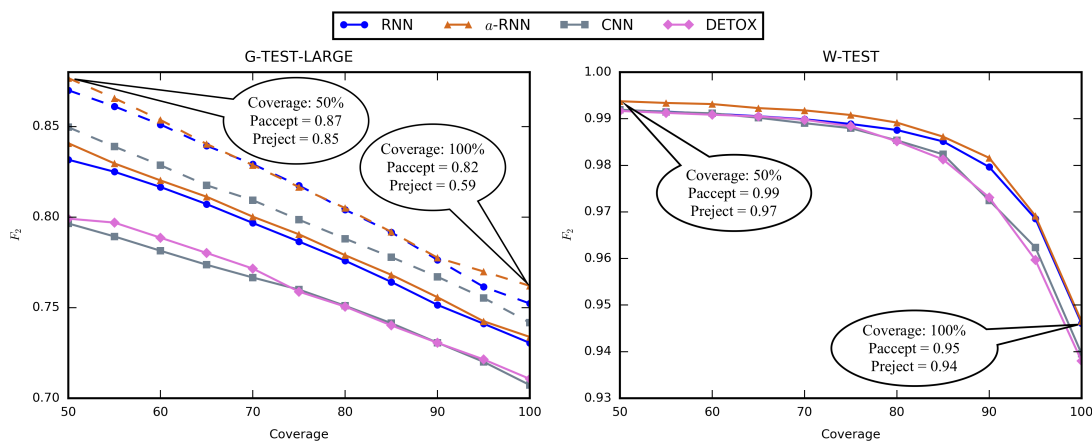 RNN a-RNN CNN DETOX
G-TEST-LARGE
0.85
0.80
0.75
0.70
F2
50 60 70 80 90 100
Coverage
Coverage: 50%
Paccept = 0.87
Preject = 0.85
Coverage: 100%
Paccept = 0.82
Preject = 0.59
W-TEST
1.00
0.99
0.98
0.97
0.96
0.95
0.94
0.93
F2
50 60 70 80 90 100
Coverage
Coverage: 50%
Paccept = 0.99
Preject = 0.97
Coverage: 100%
Paccept = 0.95
Preject = 0.94